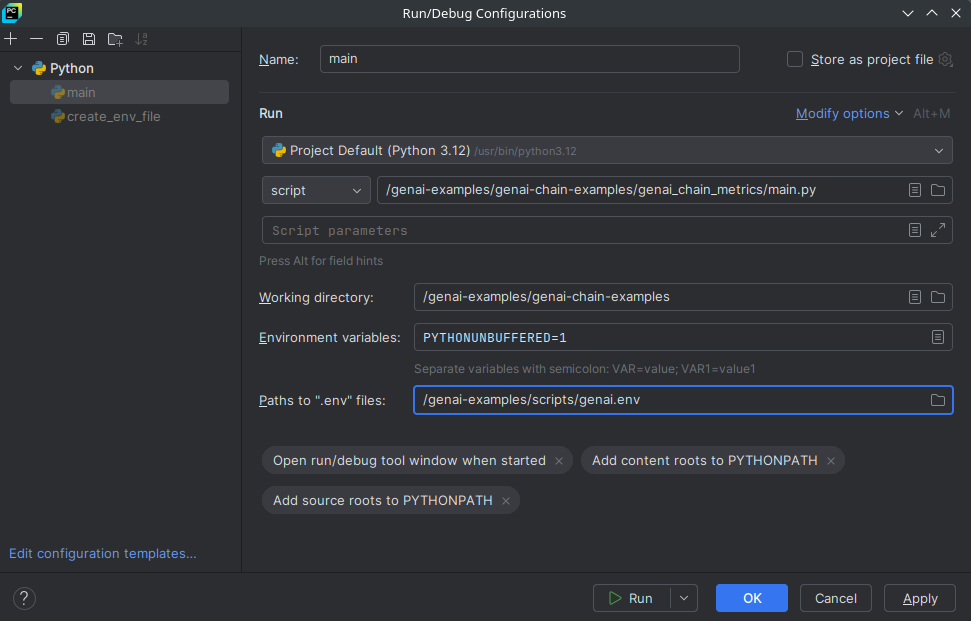 PC
Run/Debug Configurations
Python
main
create_env_file
Edit configuration templates...
Name: main Store as project file
Run Modify options Alt+M
Project Default (Python 3.12) /usr/bin/python3.12
script /genai-examples/genai-chain-examples/genai_chain_metrics/main.py
Script parameters
Press Alt for field hints
Working directory: /genai-examples/genai-chain-examples
Environment variables: PYTHONUNBUFFERED=1
Separate variables with semicolon: VAR=value; VAR1=value1
Paths to ".env" files: /genai-examples/scripts/genai.env
Open run/debug tool window when started × Add content roots to PYTHONPATH ×
Add source roots to PYTHONPATH ×
? Run OK Cancel Apply